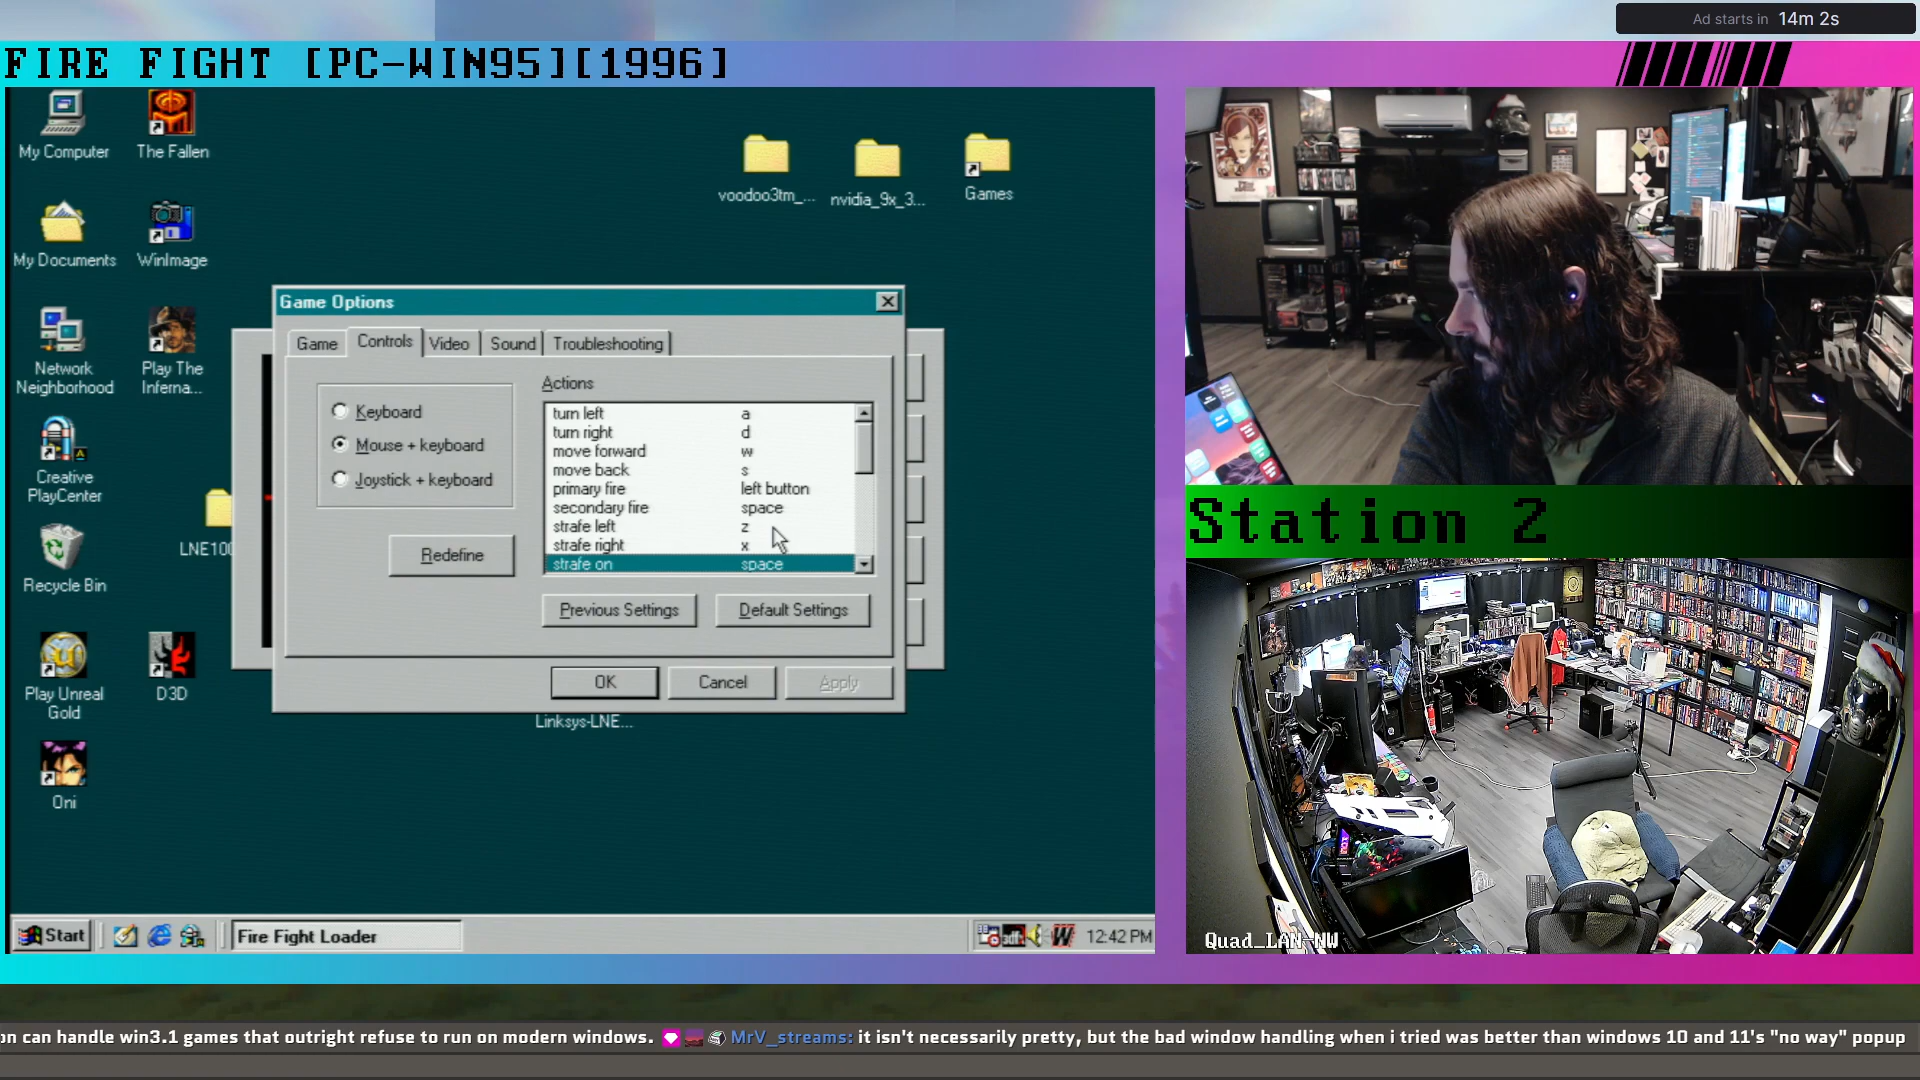 Ad starts in 14m 2s
FIRE FIGHT [PC-WIN95][1996]
My Computer
The Fallen
voodoo3tm_...
nvidia_9x_3...
Games
My Documents
WinImage
Network Neighborhood
Play The Inferna...
Creative PlayCenter
LNE100
Recycle Bin
Play Unreal Gold
D3D
Oni
Linksys-LNE...
Game Options
Game
Controls
Video
Sound
Troubleshooting
Keyboard
Mouse + keyboard
Joystick + keyboard
Redefine
Actions
turn left a
turn right d
move forward w
move back s
primary fire left button
secondary fire space
strafe left z
strafe right x
strafe on space
Previous Settings
Default Settings
OK
Cancel
Apply
Start
Fire Fight Loader
12:42 PM
Station 2
Quad_LAN-NW
on can handle win3.1 games that outright refuse to run on modern windows. MrV_streams: it isn't necessarily pretty, but the bad window handling when i tried was better than windows 10 and 11's "no way" popup